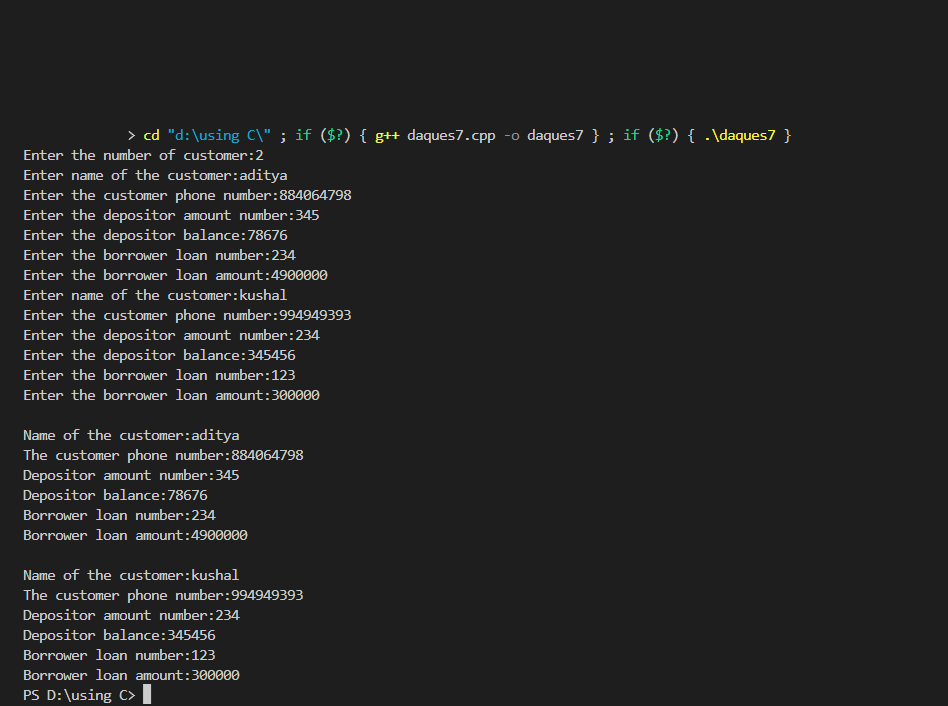 > cd "d:\using C\" ; if ($?) { g++ daques7.cpp -o daques7 } ; if ($?) { .\daques7 }
Enter the number of customer:2
Enter name of the customer:aditya
Enter the customer phone number:884064798
Enter the depositor amount number:345
Enter the depositor balance:78676
Enter the borrower loan number:234
Enter the borrower loan amount:4900000
Enter name of the customer:kushal
Enter the customer phone number:994949393
Enter the depositor amount number:234
Enter the depositor balance:345456
Enter the borrower loan number:123
Enter the borrower loan amount:300000
Name of the customer:aditya
The customer phone number:884064798
Depositor amount number:345
Depositor balance:78676
Borrower loan number:234
Borrower loan amount:4900000
Name of the customer:kushal
The customer phone number:994949393
Depositor amount number:234
Depositor balance:345456
Borrower loan number:123
Borrower loan amount:300000
PS D:\using C>